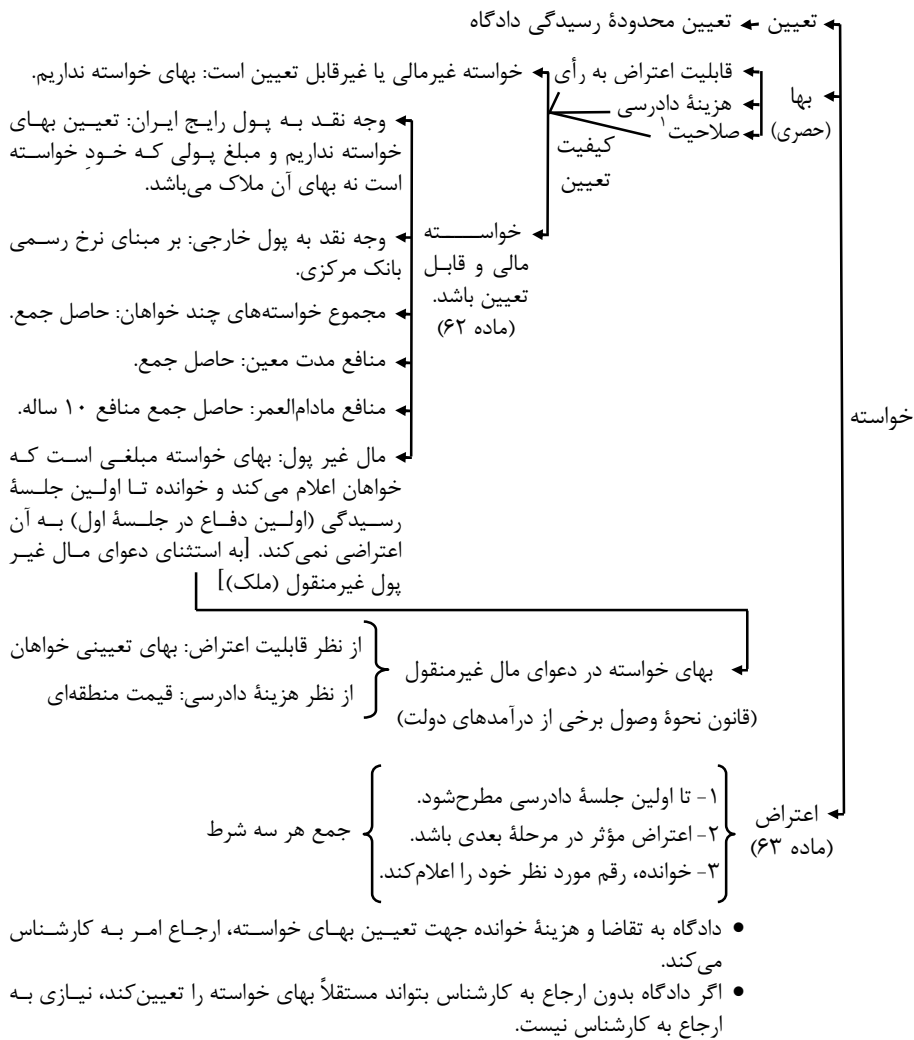 خواسته
تعیین
تعیین محدودهٔ رسیدگی دادگاه
بها
(حصری)
قابلیت اعتراض به رأی
هزینهٔ دادرسی
صلاحیت۱
کیفیت
تعیین
خواسته غیرمالی یا غیرقابل تعیین است: بهای خواسته نداریم.
خواسته
مالی و قابل
تعیین باشد.
(ماده ۶۲)
وجه نقد به پول رایج ایران: تعیین بهای
خواسته نداریم و مبلغ پولی که خودِ خواسته
است نه بهای آن ملاک می‌باشد.
وجه نقد به پول خارجی: بر مبنای نرخ رسمی
بانک مرکزی.
مجموع خواسته‌های چند خواهان: حاصل جمع.
منافع مدت معین: حاصل جمع.
منافع مادام‌العمر: حاصل جمع منافع ۱۰ ساله.
مال غیر پول: بهای خواسته مبلغی است که
خواهان اعلام می‌کند و خوانده تا اولین جلسهٔ
رسیدگی (اولین دفاع در جلسهٔ اول) به آن
اعتراضی نمی‌کند. [به استثنای دعوای مال غیر
پول غیرمنقول (ملک)]
بهای خواسته در دعوای مال غیرمنقول
(قانون نحوهٔ وصول برخی از درآمدهای دولت)
از نظر قابلیت اعتراض: بهای تعیینی خواهان
از نظر هزینهٔ دادرسی: قیمت منطقه‌ای
اعتراض
(ماده ۶۳)
۱- تا اولین جلسهٔ دادرسی مطرح‌شود.
۲- اعتراض مؤثر در مرحلهٔ بعدی باشد.
۳- خوانده، رقم مورد نظر خود را اعلام‌کند.
جمع هر سه شرط
• دادگاه به تقاضا و هزینهٔ خوانده جهت تعیین بهای خواسته، ارجاع امر به کارشناس
می‌کند.
• اگر دادگاه بدون ارجاع به کارشناس بتواند مستقلاً بهای خواسته را تعیین‌کند، نیازی به
ارجاع به کارشناس نیست.